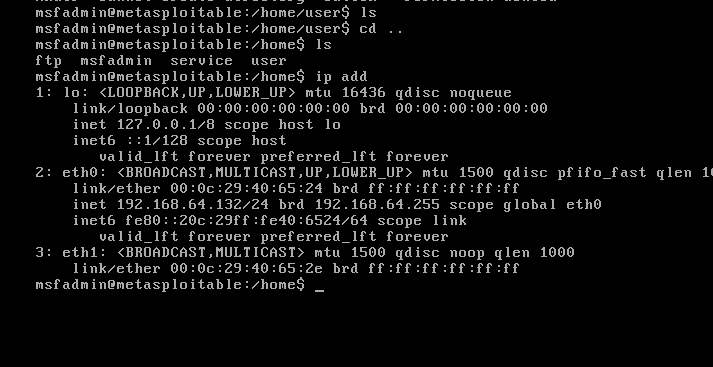 msfadmin@metasploitable:/home/user$ ls
msfadmin@metasploitable:/home/user$ cd ..
msfadmin@metasploitable:/home$ ls
ftp  msfadmin  service  user
msfadmin@metasploitable:/home$ ip add
1: lo: <LOOPBACK,UP,LOWER_UP> mtu 16436 qdisc noqueue
    link/loopback 00:00:00:00:00:00 brd 00:00:00:00:00:00
    inet 127.0.0.1/8 scope host lo
    inet6 ::1/128 scope host
       valid_lft forever preferred_lft forever
2: eth0: <BROADCAST,MULTICAST,UP,LOWER_UP> mtu 1500 qdisc pfifo_fast qlen
    link/ether 00:0c:29:40:65:24 brd ff:ff:ff:ff:ff:ff
    inet 192.168.64.132/24 brd 192.168.64.255 scope global eth0
    inet6 fe80::20c:29ff:fe40:6524/64 scope link
       valid_lft forever preferred_lft forever
3: eth1: <BROADCAST,MULTICAST> mtu 1500 qdisc noop qlen 1000
    link/ether 00:0c:29:40:65:2e brd ff:ff:ff:ff:ff:ff
msfadmin@metasploitable:/home$ _